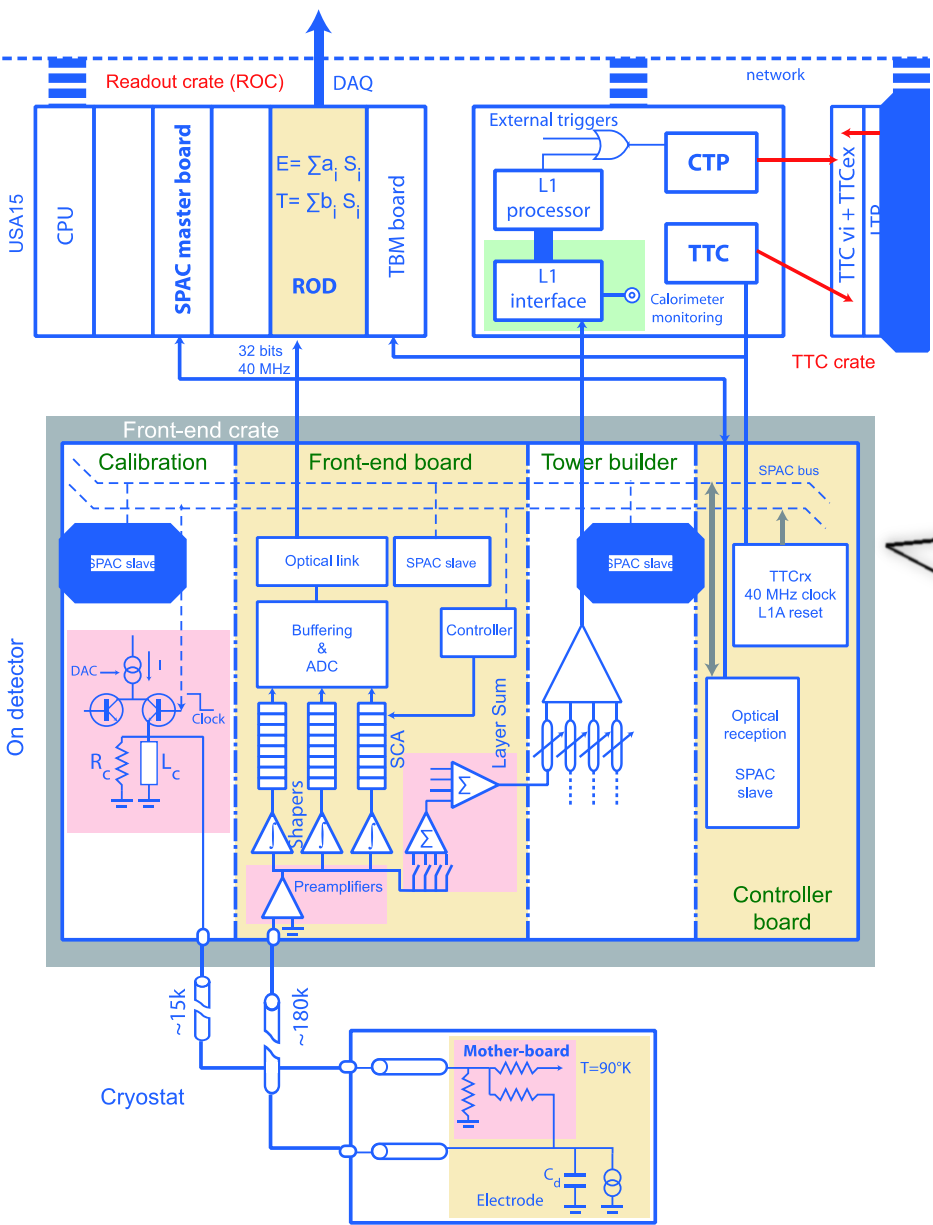 Readout crate (ROC)
DAQ
network
USA15
CPU
SPAC master board
E= ∑a_i S_i
T= ∑b_i S_i
ROD
TBM board
External triggers
CTP
L1
processor
TTC
L1
interface
Calorimeter
monitoring
TTC vi + TTCex
LTP
TTC crate
32 bits
40 MHz
Front-end crate
On detector
Calibration
Front-end board
Tower builder
SPAC bus
SPAC slave
Optical link
SPAC slave
SPAC slave
TTCrx
40 MHz clock
L1A reset
Buffering
&
ADC
Controller
DAC
I
Clock
R_c
L_c
SCA
Layer Sum
Optical
reception
SPAC
slave
Shapers
∫
∫
∫
Σ
Σ
Preamplifiers
Controller
board
~15k
~180k
Cryostat
Mother-board
T=90°K
C_d
Electrode